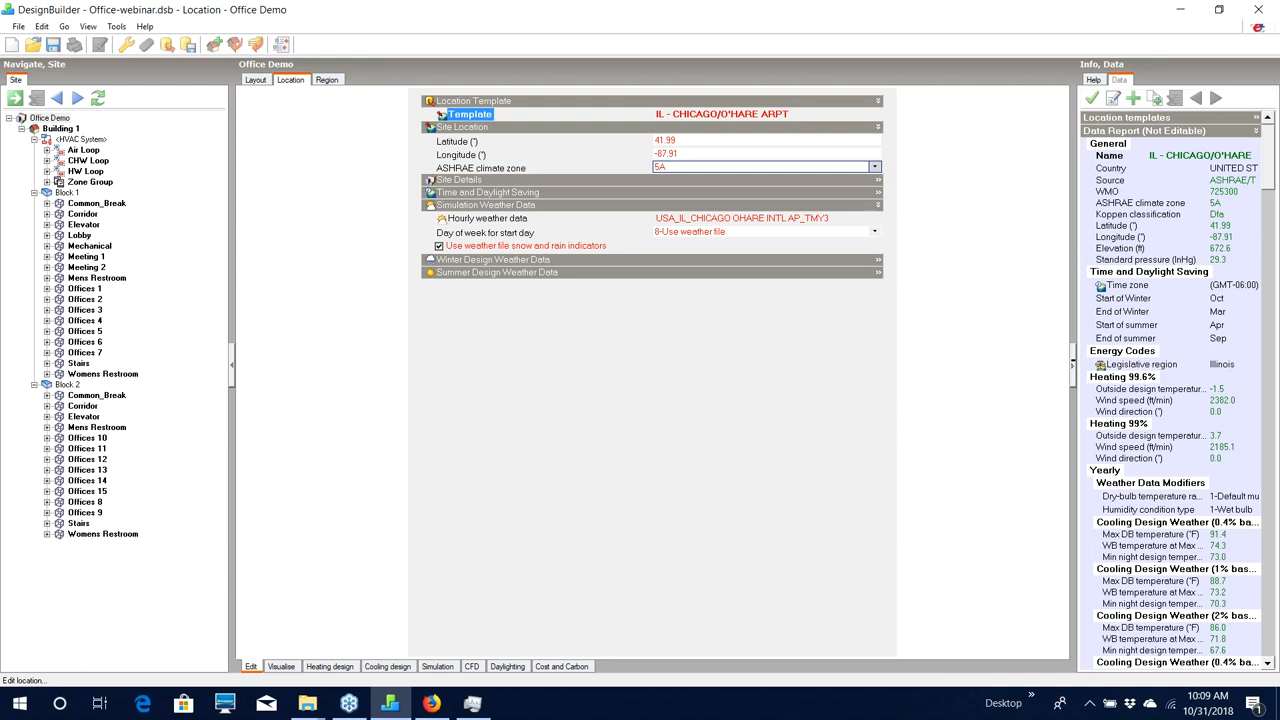 DesignBuilder - Office-webinar.dsb - Location - Office Demo
File Edit Go View Tools Help
Navigate, Site
Site
Office Demo
Building 1
<HVAC System>
Air Loop
CHW Loop
HW Loop
Zone Group
Block 1
Common_Break
Corridor
Elevator
Lobby
Mechanical
Meeting 1
Meeting 2
Mens Restroom
Offices 1
Offices 2
Offices 3
Offices 4
Offices 5
Offices 6
Offices 7
Stairs
Womens Restroom
Block 2
Common_Break
Corridor
Elevator
Mens Restroom
Offices 10
Offices 11
Offices 12
Offices 13
Offices 14
Offices 15
Offices 8
Offices 9
Stairs
Womens Restroom
Office Demo
Layout Location Region
Location Template
Template IL - CHICAGO/O'HARE ARPT
Site Location
Latitude (°) 41.99
Longitude (°) -87.91
ASHRAE climate zone 5A
Site Details
Time and Daylight Saving
Simulation Weather Data
Hourly weather data USA_IL_CHICAGO OHARE INTL AP_TMY3
Day of week for start day 8-Use weather file
Use weather file snow and rain indicators
Winter Design Weather Data
Summer Design Weather Data
Edit Visualise Heating design Cooling design Simulation CFD Daylighting Cost and Carbon
Info, Data
Help Data
Location templates
Data Report (Not Editable)
General
Name IL - CHICAGO/O'HARE
Country UNITED ST
Source ASHRAE/T
WMO 725300
ASHRAE climate zone 5A
Koppen classification Dfa
Latitude (°) 41.99
Longitude (°) -87.91
Elevation (ft) 672.6
Standard pressure (inHg) 29.3
Time and Daylight Saving
Time zone (GMT-06:00)
Start of Winter Oct
End of Winter Mar
Start of summer Apr
End of summer Sep
Energy Codes
Legislative region Illinois
Heating 99.6%
Outside design temperatur... -1.5
Wind speed (ft/min) 2382.0
Wind direction (°) 0.0
Heating 99%
Outside design temperatur... 3.7
Wind speed (ft/min) 2185.1
Wind direction (°) 0.0
Yearly
Weather Data Modifiers
Dry-bulb temperature ra... 1-Default mu
Humidity condition type 1-Wet bulb
Cooling Design Weather (0.4% ba...
Max DB temperature (°F) 91.4
WB temperature at Max ... 74.3
Min night design temper... 73.0
Cooling Design Weather (1% bas...
Max DB temperature (°F) 88.7
WB temperature at Max ... 73.2
Min night design temper... 70.3
Cooling Design Weather (2% bas...
Max DB temperature (°F) 86.0
WB temperature at Max ... 71.8
Min night design temper... 67.6
Cooling Design Weather (0.4% ba...
Edit location...
Desktop
10:09 AM
10/31/2018
1